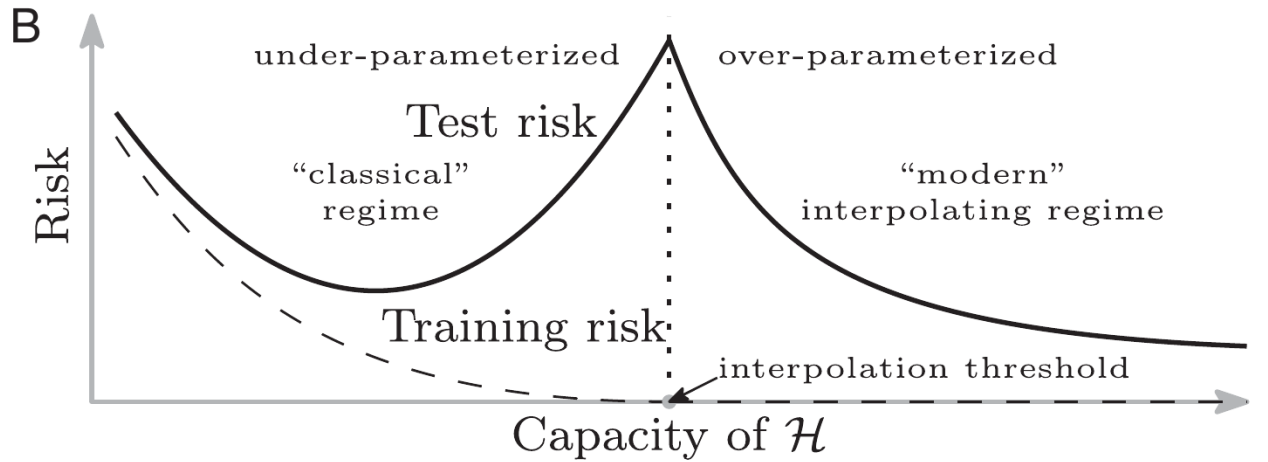 B
under-parameterized
over-parameterized
Test risk
“classical”
regime
“modern”
interpolating regime
Risk
Training risk
interpolation threshold
Capacity of ℋ